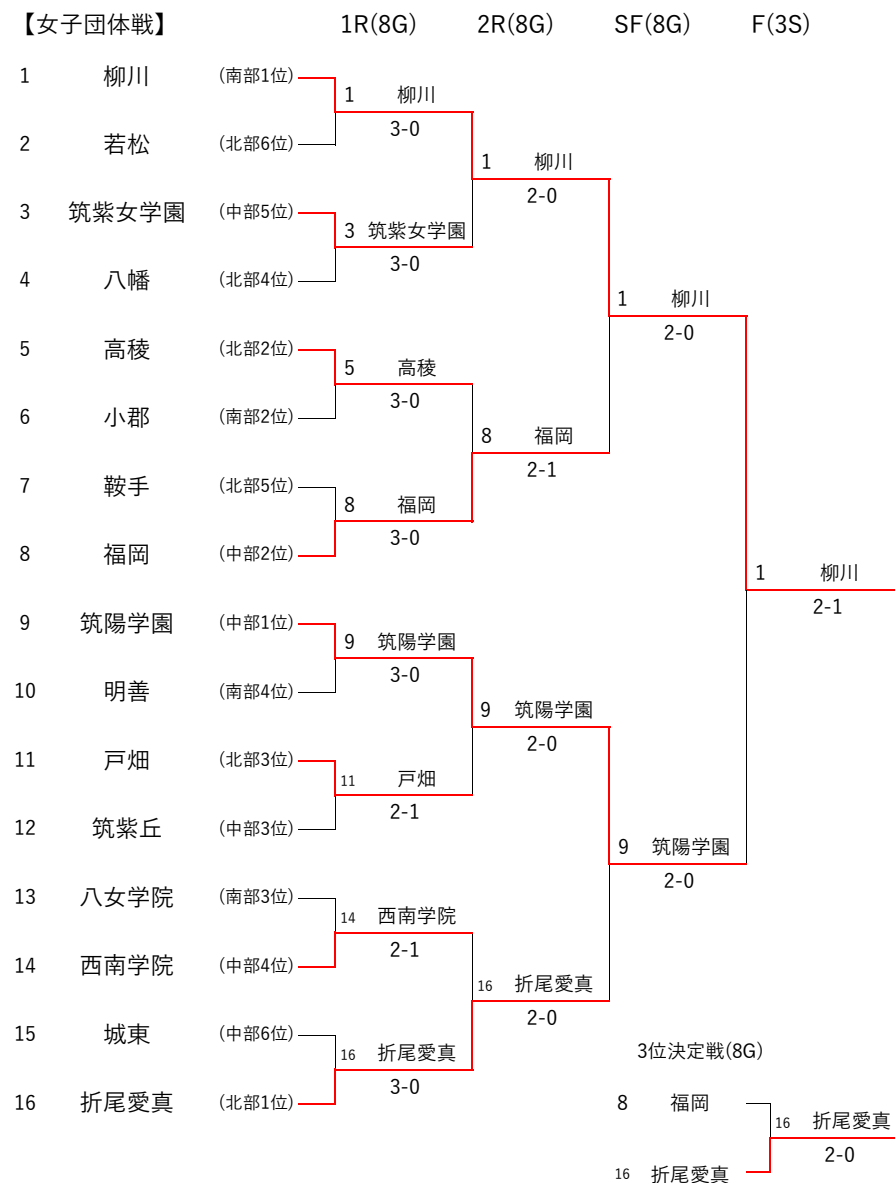 【女子団体戦】 1R(8G) 2R(8G) SF(8G) F(3S)
1 柳川 (南部1位)
1 柳川
3-0
2 若松 (北部6位)
1 柳川
2-0
3 筑紫女学園 (中部5位)
3 筑紫女学園
3-0
4 八幡 (北部4位)
1 柳川
2-0
5 高稜 (北部2位)
5 高稜
3-0
6 小郡 (南部2位)
8 福岡
2-1
7 鞍手 (北部5位)
8 福岡
3-0
8 福岡 (中部2位)
1 柳川
2-1
9 筑陽学園 (中部1位)
9 筑陽学園
3-0
10 明善 (南部4位)
9 筑陽学園
2-0
11 戸畑 (北部3位)
11 戸畑
2-1
12 筑紫丘 (中部3位)
9 筑陽学園
2-0
13 八女学院 (南部3位)
14 西南学院
2-1
14 西南学院 (中部4位)
16 折尾愛真
2-0
15 城東 (中部6位)
16 折尾愛真
3-0
16 折尾愛真 (北部1位)
3位決定戦(8G)
8 福岡
16 折尾愛真
2-0
16 折尾愛真